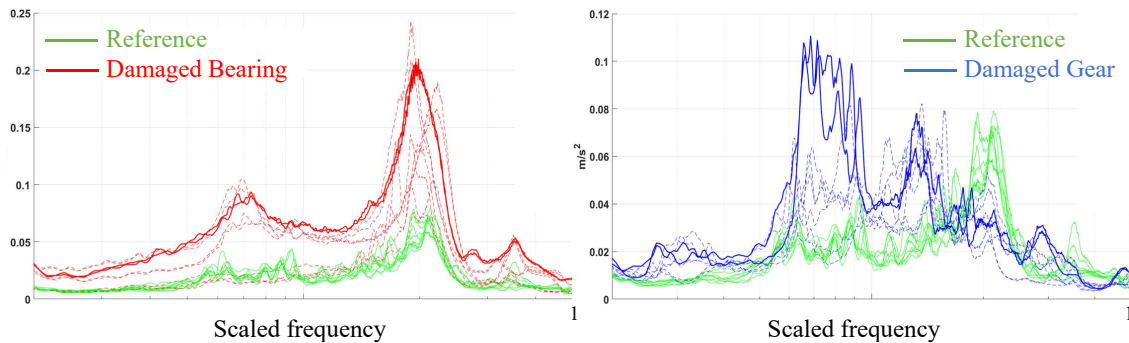 0.25
0.2
0.15
0.1
0.05
0
Reference
Damaged Bearing
Scaled frequency
1
0.12
0.1
0.08
0.06
0.04
0.02
0
m/s²
Reference
Damaged Gear
Scaled frequency
1